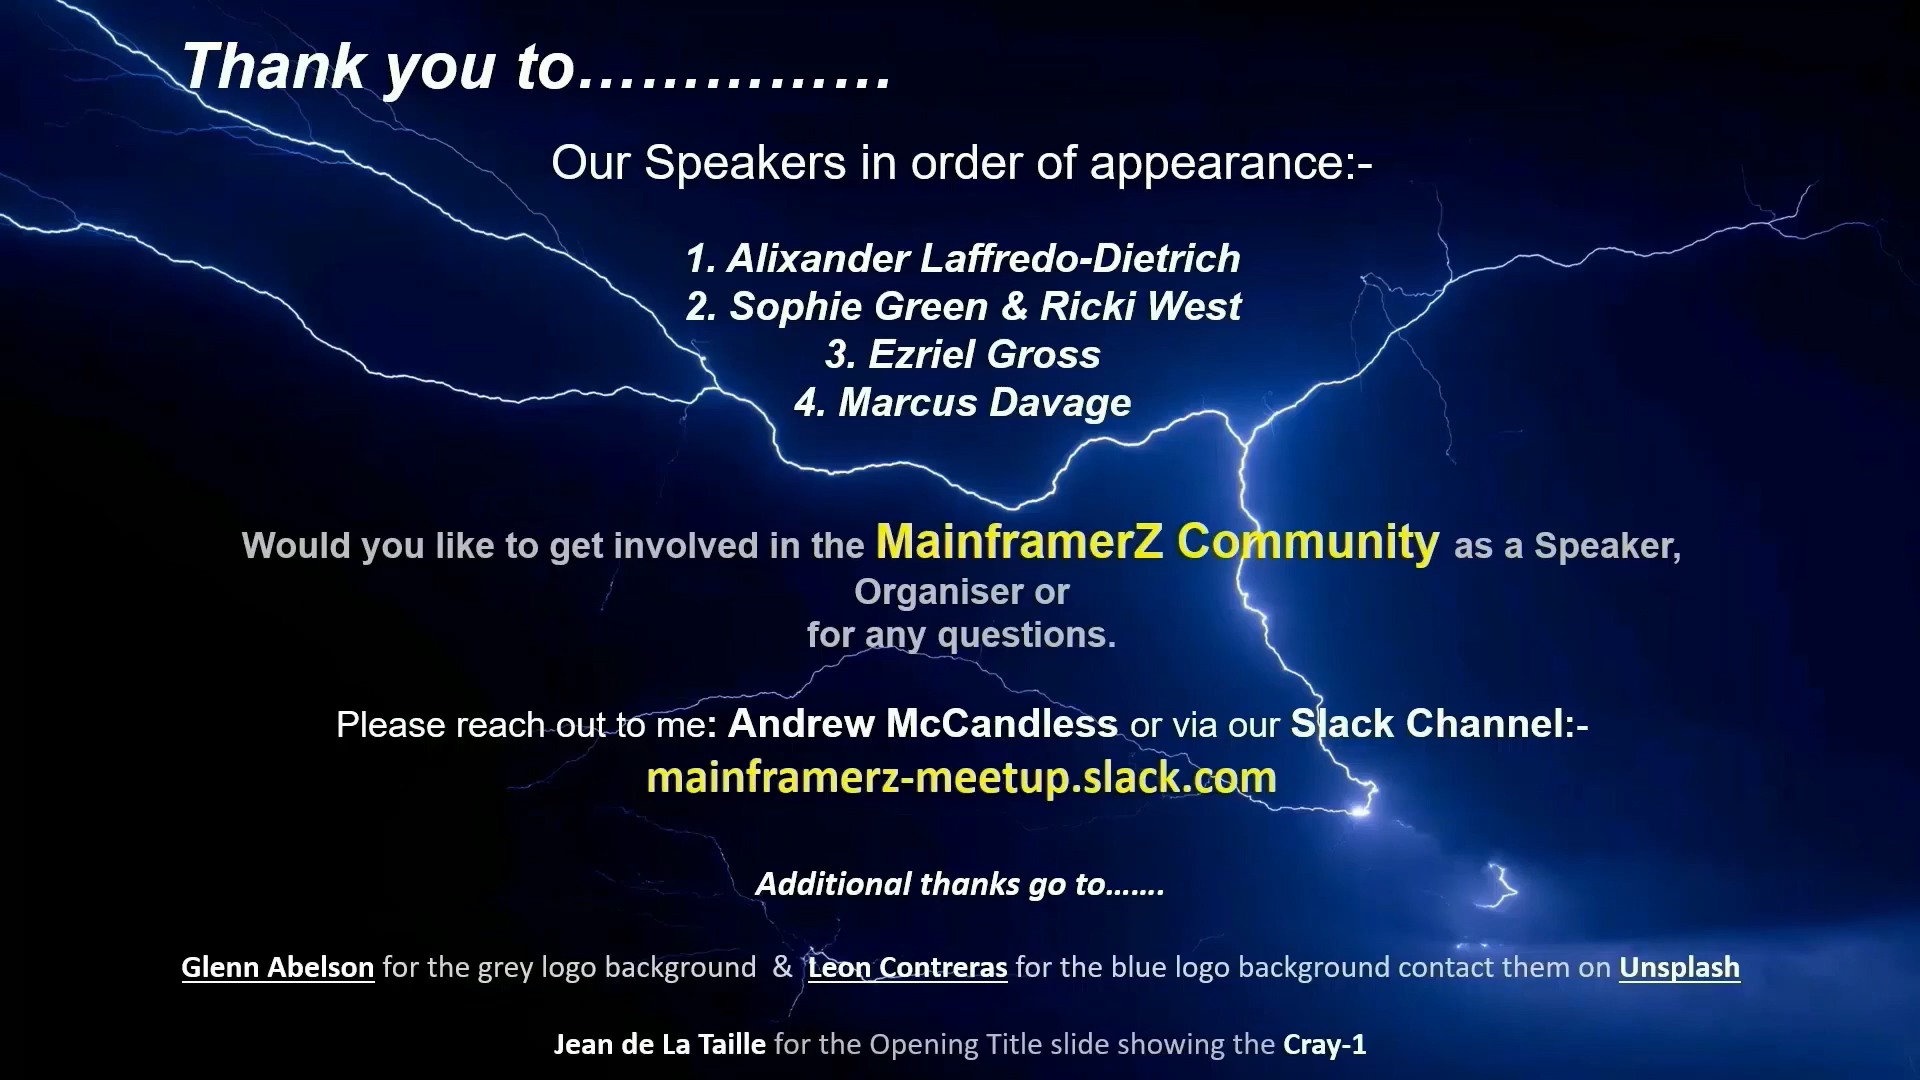 Thank you to……………
Our Speakers in order of appearance:-
1. Alixander Laffredo-Dietrich
2. Sophie Green & Ricki West
3. Ezriel Gross
4. Marcus Davage
Would you like to get involved in the MainframerZ Community as a Speaker,
Organiser or
for any questions.
Please reach out to me: Andrew McCandless or via our Slack Channel:-
mainframerz-meetup.slack.com
Additional thanks go to…….
Glenn Abelson for the grey logo background & Leon Contreras for the blue logo background contact them on Unsplash
Jean de La Taille for the Opening Title slide showing the Cray-1